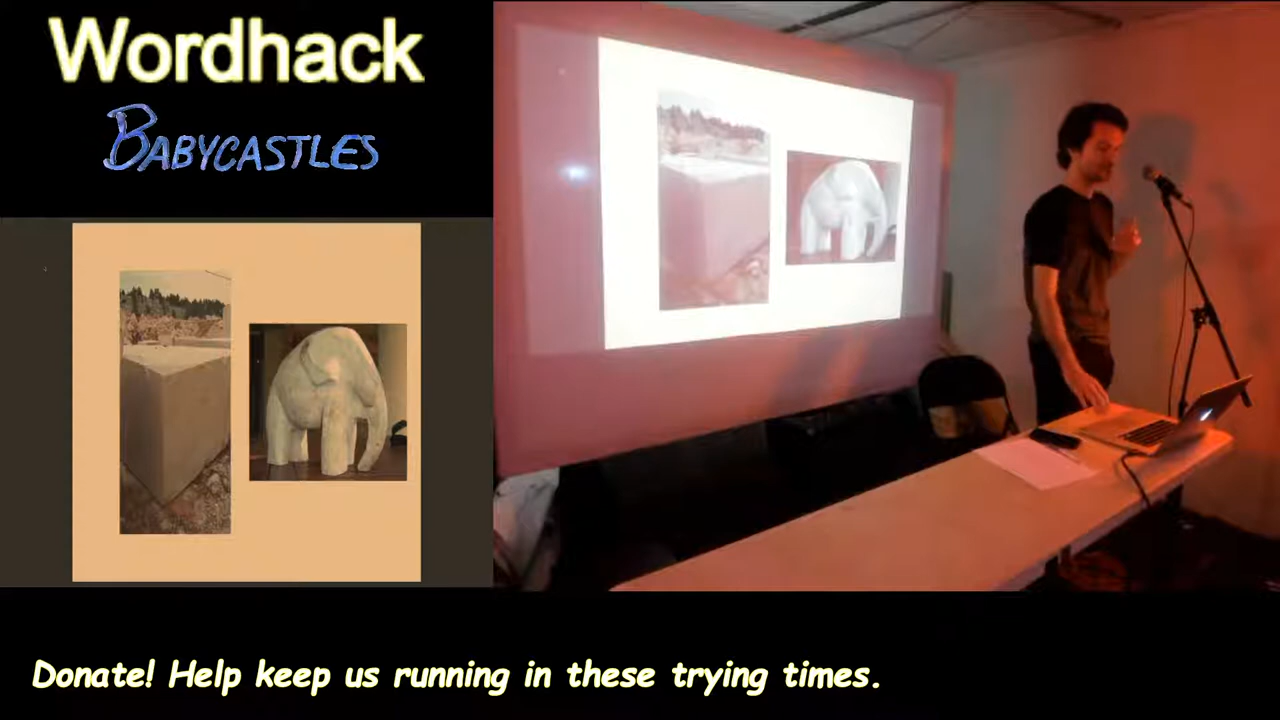 Wordhack
BABYCASTLES
Donate! Help keep us running in these trying times.